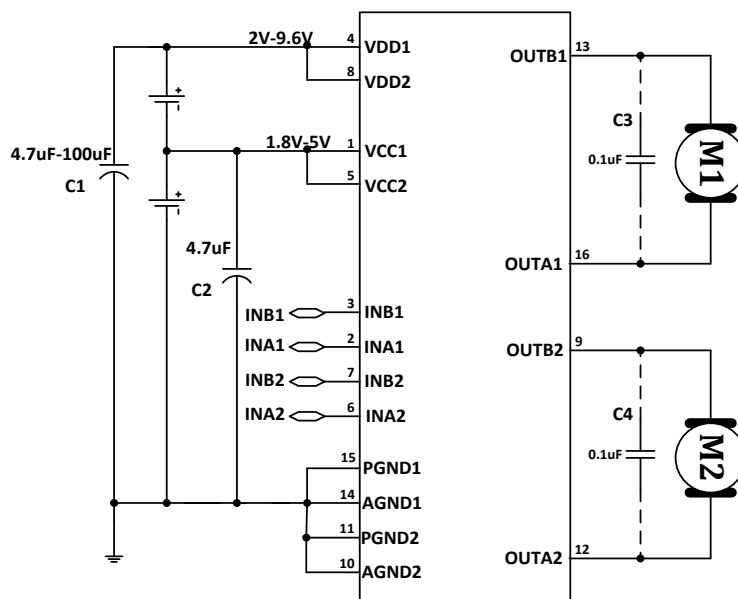 2V-9.6V
4
VDD1
8
VDD2
+
-
4.7uF-100uF
C1
1.8V-5V
1
VCC1
5
VCC2
+
-
4.7uF
C2
INB1
3
INB1
INA1
2
INA1
INB2
7
INB2
INA2
6
INA2
15
PGND1
14
AGND1
11
PGND2
10
AGND2
OUTB1
13
C3
0.1uF
M1
OUTA1
16
OUTB2
9
C4
0.1uF
M2
OUTA2
12